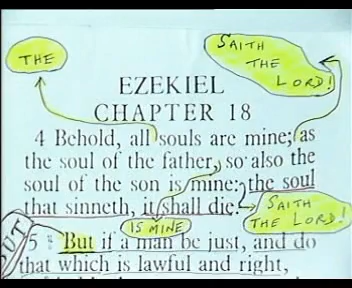 THE
SAITH
THE
LORD!
EZEKIEL
CHAPTER 18
4 Behold, all souls are mine; as
the soul of the father, so also the
soul of the son is mine: the soul
that sinneth, it shall die.
IS MINE
SAITH
THE LORD!
BUT
5 But if a man be just, and do
that which is lawful and right,